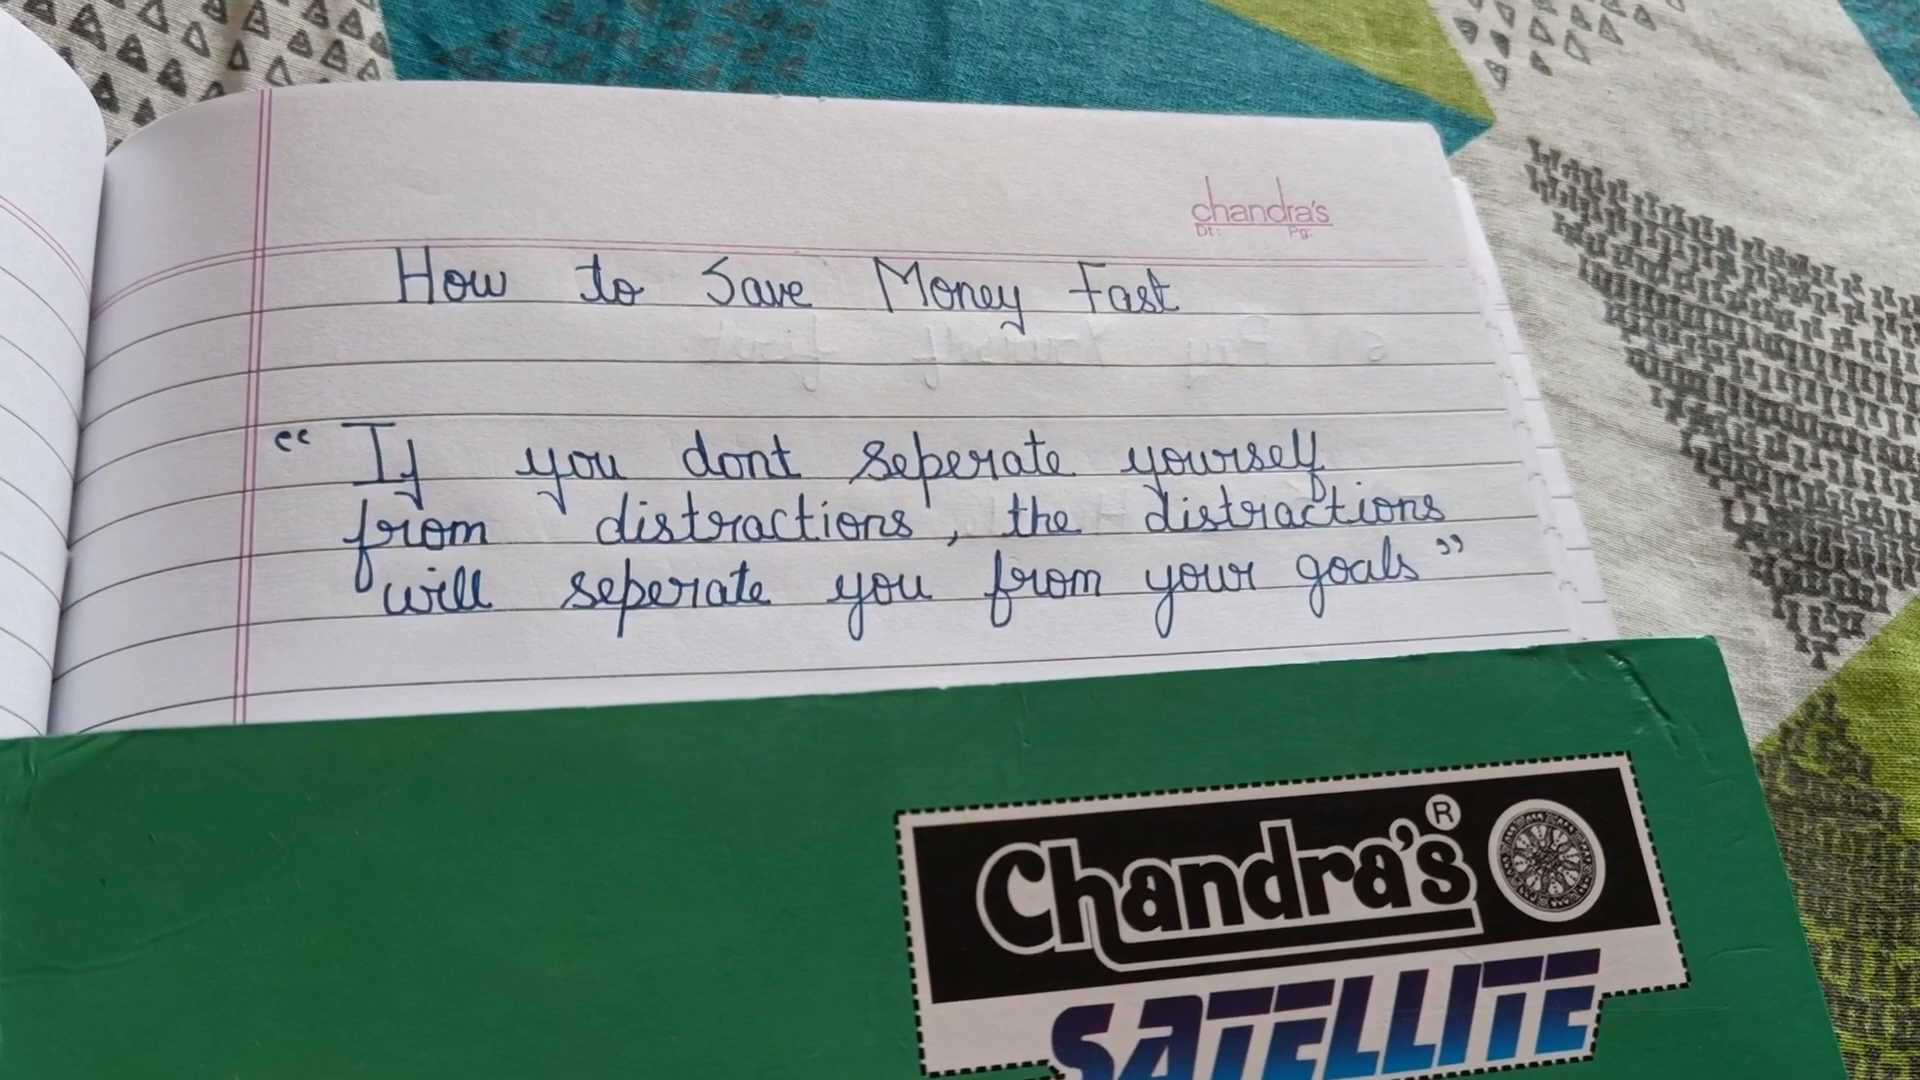 chandra's
Dt: Pg:
How to Save Money Fast
“ If you dont seperate yourself
from distractions, the distractions
will seperate you from your goals ”
Chandra's®
SATELLITE